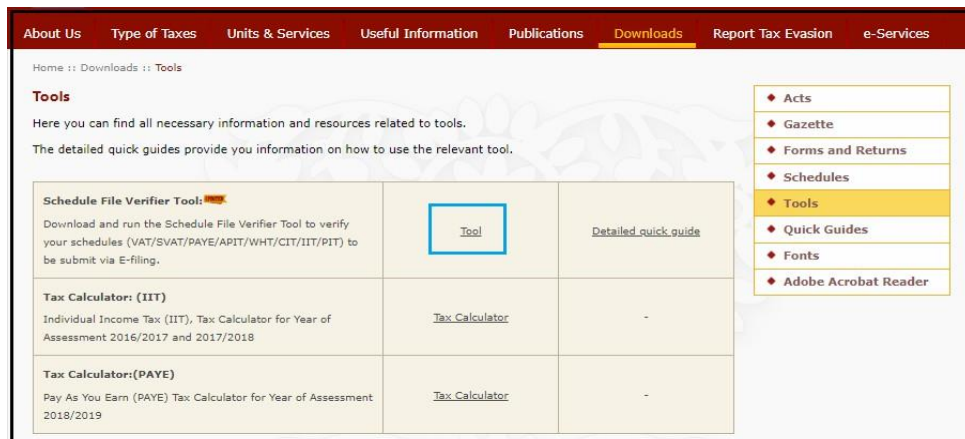 About Us Type of Taxes Units & Services Useful Information Publications Downloads Report Tax Evasion e-Services
Home :: Downloads :: Tools
Tools
Here you can find all necessary information and resources related to tools.
The detailed quick guides provide you information on how to use the relevant tool.
Schedule File Verifier Tool:
Download and run the Schedule File Verifier Tool to verify
your schedules (VAT/SVAT/PAYE/APIT/WHT/CIT/IIT/PIT) to
be submit via E-filing.
Tool
Detailed quick guide
Tax Calculator: (IIT)
Individual Income Tax (IIT), Tax Calculator for Year of
Assessment 2016/2017 and 2017/2018
Tax Calculator
-
Tax Calculator:(PAYE)
Pay As You Earn (PAYE) Tax Calculator for Year of Assessment
2018/2019
Tax Calculator
-
Acts
Gazette
Forms and Returns
Schedules
Tools
Quick Guides
Fonts
Adobe Acrobat Reader